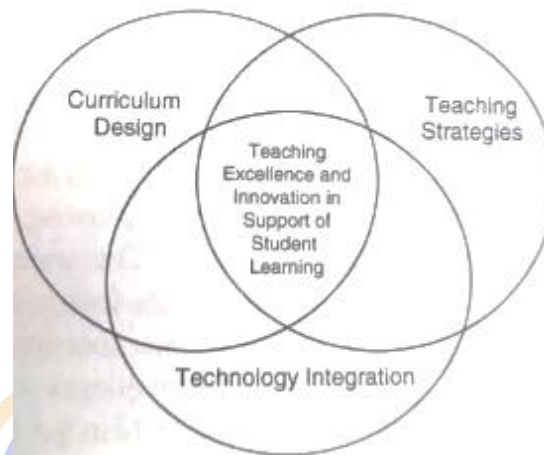 Curriculum
Design
Teaching
Strategies
Teaching
Excellence and
Innovation in
Support of
Student
Learning
Technology Integration